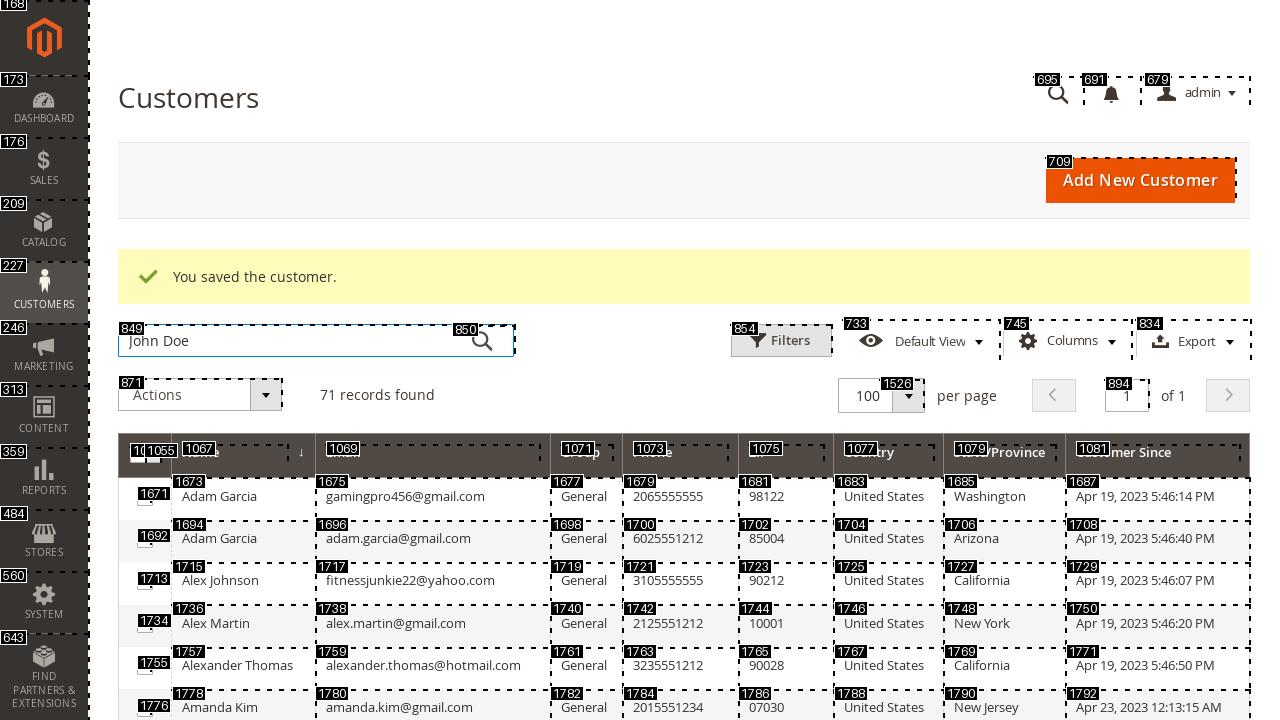 168
173
DASHBOARD
176
SALES
209
CATALOG
227
CUSTOMERS
246
MARKETING
313
CONTENT
359
REPORTS
484
STORES
560
SYSTEM
643
FIND
PARTNERS &
EXTENSIONS
Customers
695 691 679 admin
709
Add New Customer
You saved the customer.
849 John Doe 850
854 Filters
733 Default View
745 Columns
834 Export
871 Actions
71 records found
100 1526 per page
894 1 of 1
1055 1067 ↓ 1069 1071 1073 1075 1077 1079 1081
1671 1673 1675 1677 1679 1681 1683 1685 1687
Adam Garcia gamingpro456@gmail.com General 2065555555 98122 United States Washington Apr 19, 2023 5:46:14 PM
1692 1694 1696 1698 1700 1702 1704 1706 1708
Adam Garcia adam.garcia@gmail.com General 6025551212 85004 United States Arizona Apr 19, 2023 5:46:40 PM
1713 1715 1717 1719 1721 1723 1725 1727 1729
Alex Johnson fitnessjunkie22@yahoo.com General 3105555555 90212 United States California Apr 19, 2023 5:46:07 PM
1734 1736 1738 1740 1742 1744 1746 1748 1750
Alex Martin alex.martin@gmail.com General 2125551212 10001 United States New York Apr 19, 2023 5:46:20 PM
1755 1757 1759 1761 1763 1765 1767 1769 1771
Alexander Thomas alexander.thomas@hotmail.com General 3235551212 90028 United States California Apr 19, 2023 5:46:50 PM
1776 1778 1780 1782 1784 1786 1788 1790 1792
Amanda Kim amanda.kim@gmail.com General 2015551234 07030 United States New Jersey Apr 23, 2023 12:13:15 AM